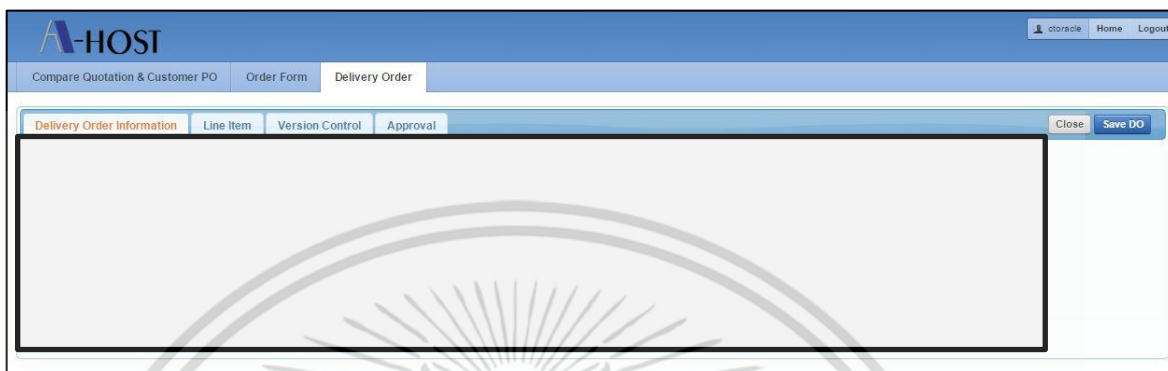 A-HOST
ctoracle Home Logout
Compare Quotation & Customer PO Order Form Delivery Order
Delivery Order Information Line Item Version Control Approval Close Save DO